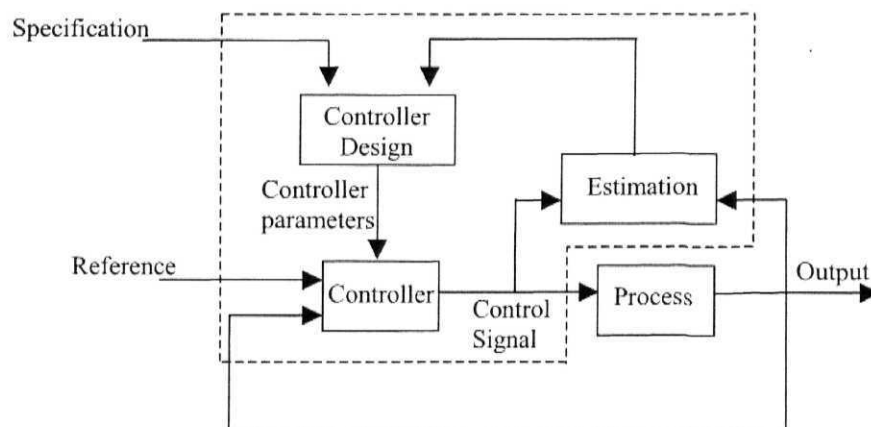 Specification
Controller
Design
Controller
parameters
Estimation
Reference
Controller
Control
Signal
Process
Output